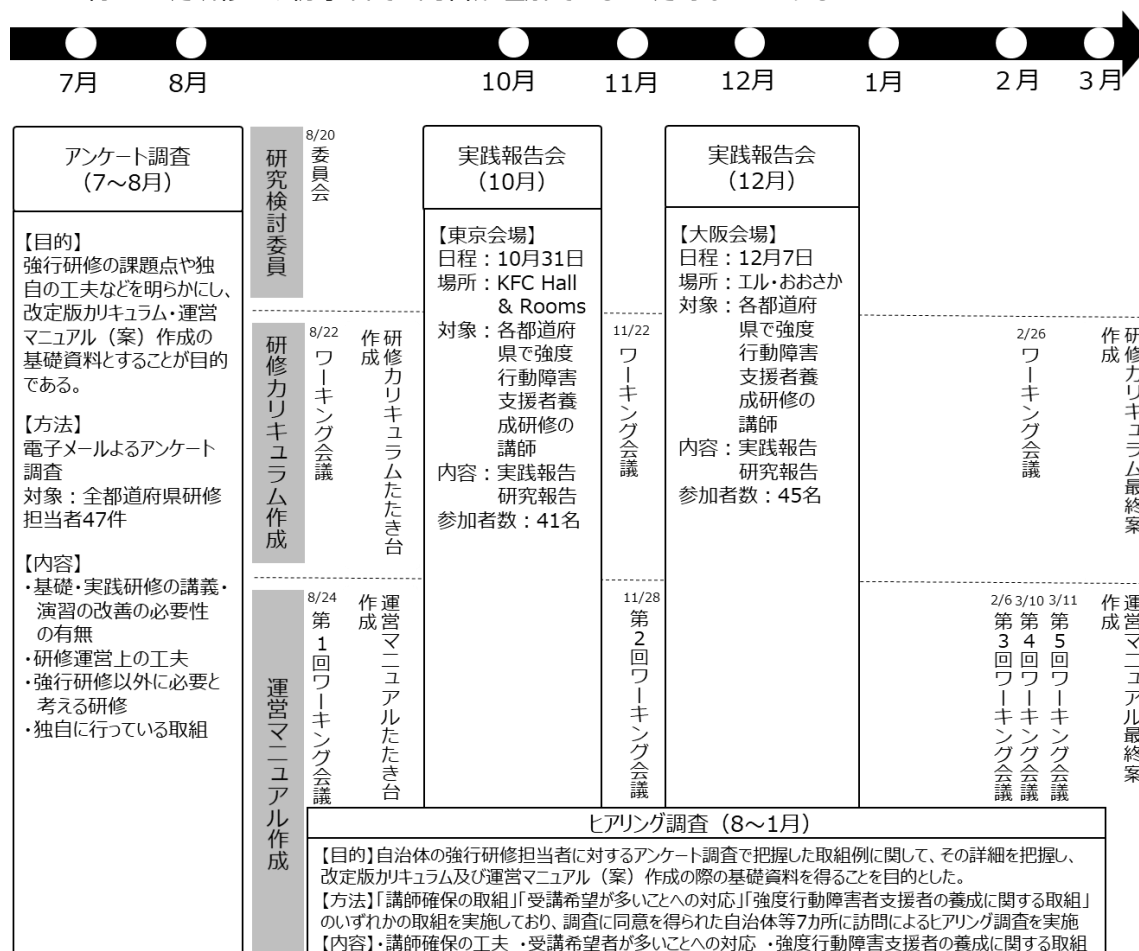 7月
8月
10月
11月
12月
1月
2月
3月
アンケート調査
(7～8月)
【目的】
強行研修の課題点や独
自の工夫などを明らかにし、
改定版カリキュラム・運営
マニュアル（案）作成の
基礎資料とすることが目的
である。
【方法】
電子メールよるアンケート
調査
対象：全都道府県研修
担当者47件
【内容】
・基礎・実践研修の講義・
演習の改善の必要性
の有無
・研修運営上の工夫
・強行研修以外に必要と
考える研修
・独自に行っている取組
研究検討委員
8/20
委員会
研修カリキュラム作成
8/22
ワーキング会議
研修カリキュラムたたき台
作成
11/22
ワーキング会議
2/26
ワーキング会議
研修カリキュラム最終案
作成
運営マニュアル作成
8/24
第1回ワーキング会議
運営マニュアルたたき台
作成
11/28
第2回ワーキング会議
2/6
第3回ワーキング会議
3/10
第4回ワーキング会議
3/11
第5回ワーキング会議
運営マニュアル最終案
作成
実践報告会
（10月）
【東京会場】
日程：10月31日
場所：KFC Hall
& Rooms
対象：各都道府
県で強度
行動障害
支援者養
成研修の
講師
内容：実践報告
研究報告
参加者数：41名
実践報告会
（12月）
【大阪会場】
日程：12月7日
場所：エル・おおさか
対象：各都道府
県で強度
行動障害
支援者養
成研修の
講師
内容：実践報告
研究報告
参加者数：45名
ヒアリング調査（8～1月）
【目的】自治体の強行研修担当者に対するアンケート調査で把握した取組例に関して、その詳細を把握し、
改定版カリキュラム及び運営マニュアル（案）作成の際の基礎資料を得ることを目的とした。
【方法】「講師確保の取組」「受講希望が多いことへの対応」「強度行動障害者支援者の養成に関する取組」
のいずれかの取組を実施しており、調査に同意を得られた自治体等7カ所に訪問によるヒアリング調査を実施
【内容】・講師確保の工夫 ・受講希望者が多いことへの対応 ・強度行動障害支援者の養成に関する取組